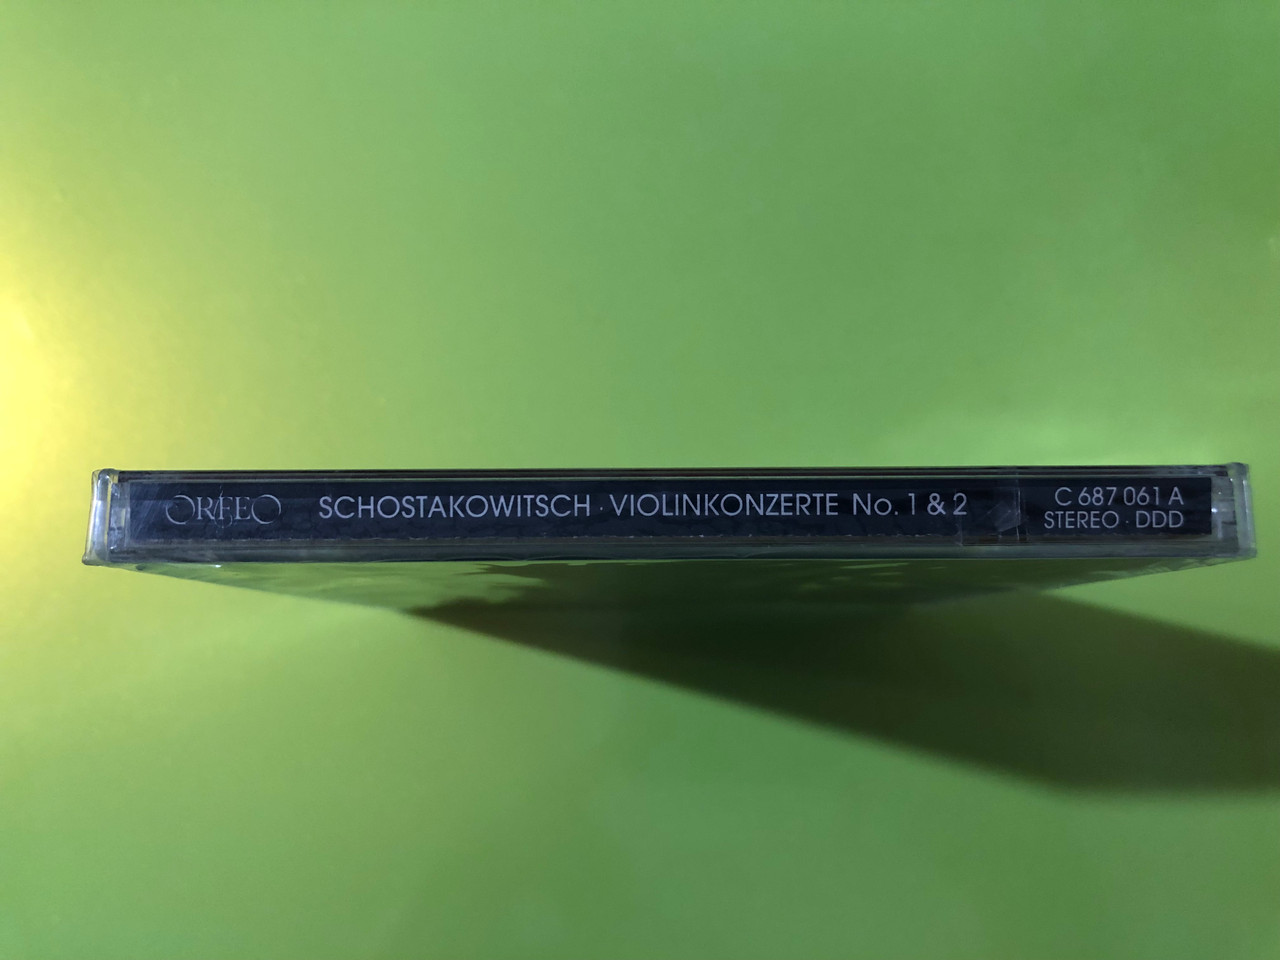 ORFEO
SCHOSTAKOWITSCH · VIOLINKONZERTE No. 1 & 2
C 687 061 A
STEREO · DDD